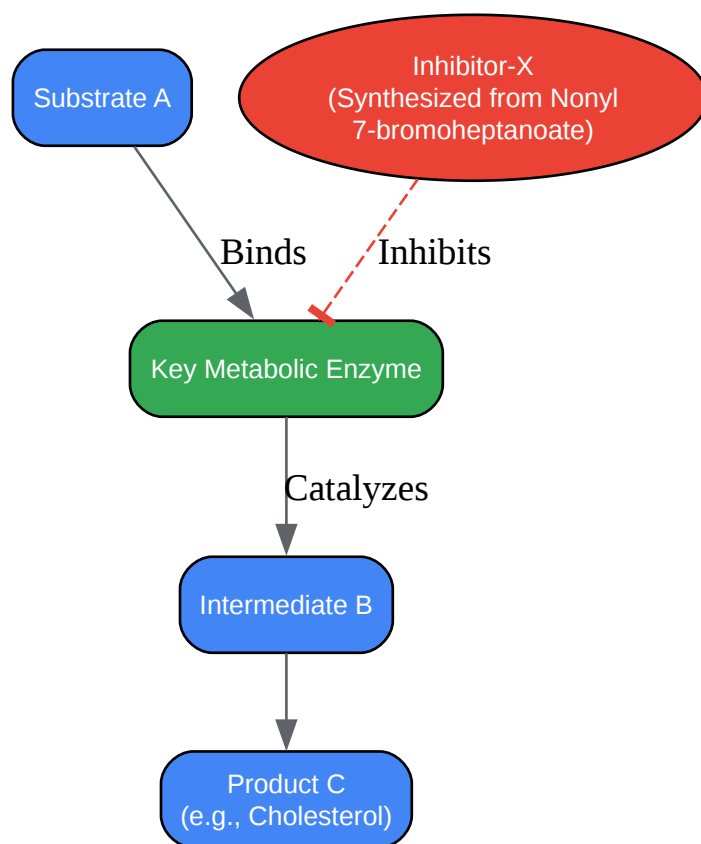 Substrate A
Inhibitor-X
(Synthesized from Nonyl
7-bromoheptanoate)
Binds
Inhibits
Key Metabolic Enzyme
Catalyzes
Intermediate B
Product C
(e.g., Cholesterol)